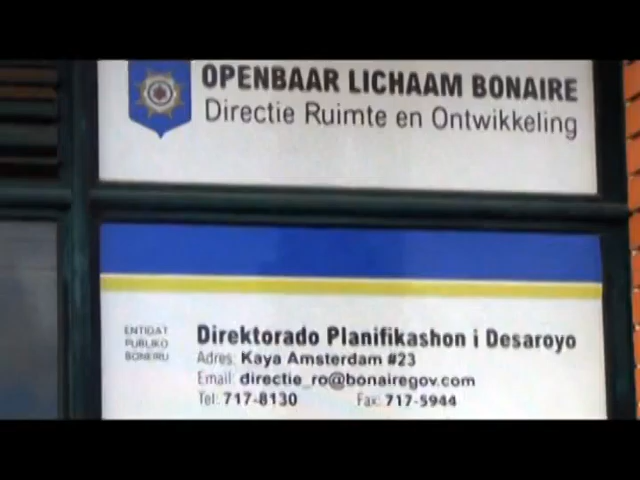 OPENBAAR LICHAAM BONAIRE
Directie Ruimte en Ontwikkeling
ENTIDAT
PUBLIKO
BONEIRU
Direktorado Planifikashon i Desaroyo
Adres: Kaya Amsterdam #23
Email: directie_ro@bonairegov.com
Tel: 717-8130 Fax: 717-5944